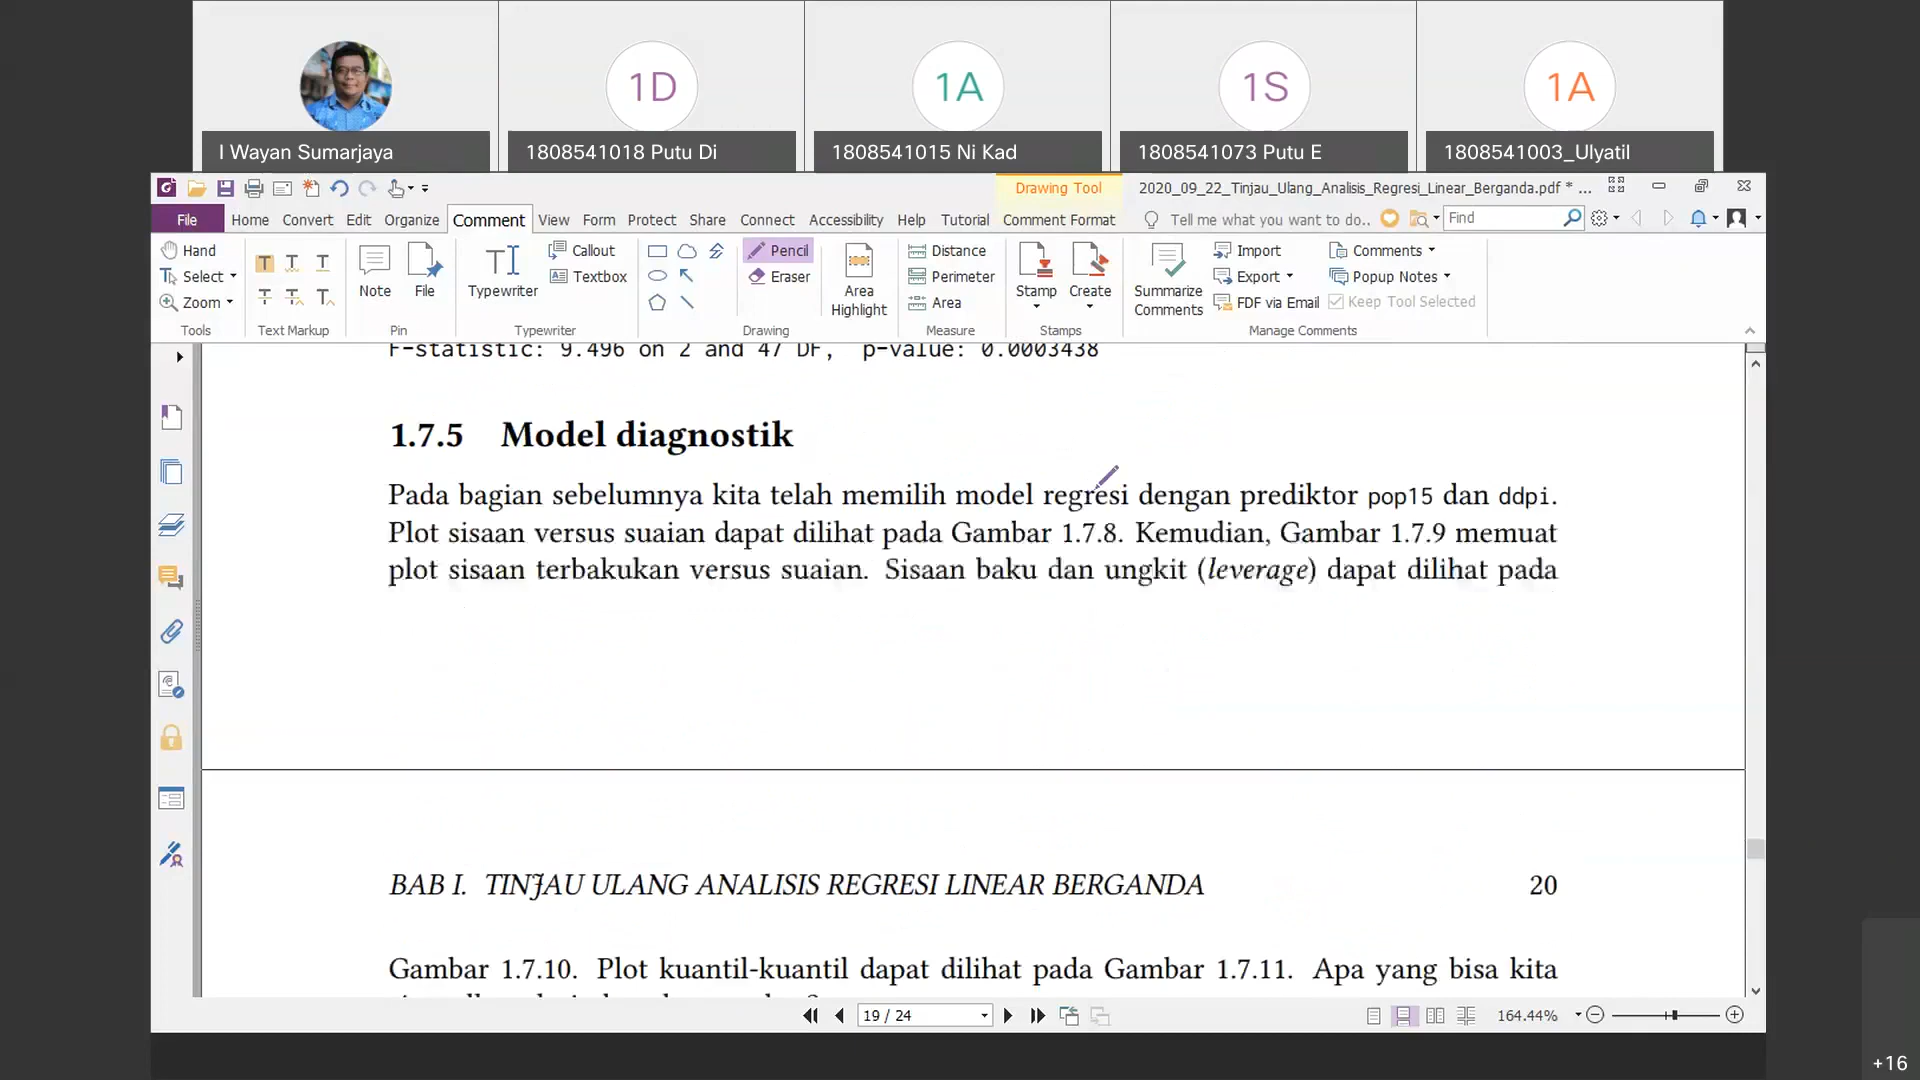 1D
1A
1S
1A
I Wayan Sumarjaya
1808541018 Putu Di
1808541015 Ni Kad
1808541073 Putu E
1808541003_Ulyatil
Drawing Tool
2020_09_22_Tinjau_Ulang_Analisis_Regresi_Linear_Berganda.pdf * ...
File Home Convert Edit Organize Comment View Form Protect Share Connect Accessibility Help Tutorial Comment Format
Tell me what you want to do..
Find
Hand
Select
Zoom
Tools
Text Markup
Note
File
Pin
Typewriter
Callout
Textbox
Typewriter
Pencil
Eraser
Area Highlight
Drawing
Distance
Perimeter
Area
Measure
Stamp
Create
Stamps
Summarize Comments
Import
Export
FDF via Email
Comments
Popup Notes
Keep Tool Selected
Manage Comments
F-statistic: 9.496 on 2 and 47 DF, p-value: 0.0003438
1.7.5 Model diagnostik
Pada bagian sebelumnya kita telah memilih model regresi dengan prediktor pop15 dan ddpi.
Plot sisaan versus suaian dapat dilihat pada Gambar 1.7.8. Kemudian, Gambar 1.7.9 memuat
plot sisaan terbakukan versus suaian. Sisaan baku dan ungkit (leverage) dapat dilihat pada
BAB I. TINJAU ULANG ANALISIS REGRESI LINEAR BERGANDA 20
Gambar 1.7.10. Plot kuantil-kuantil dapat dilihat pada Gambar 1.7.11. Apa yang bisa kita
19 / 24
164.44%
+16